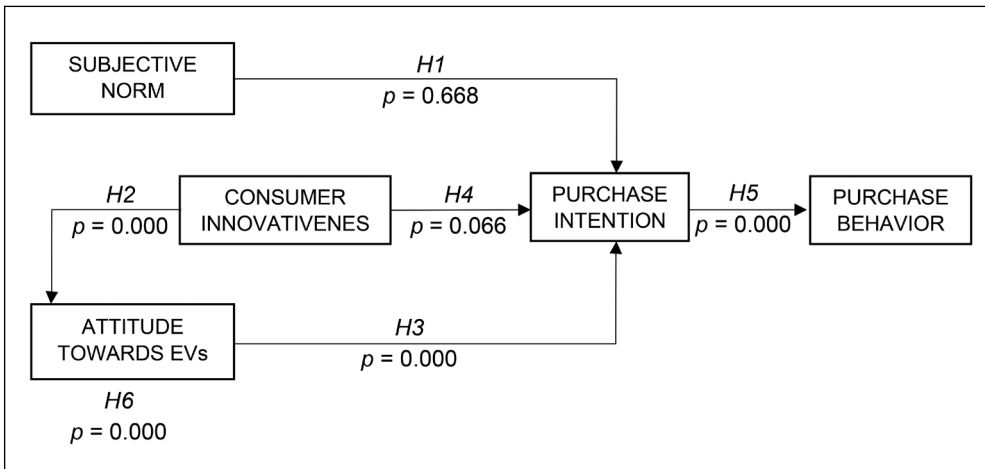 SUBJECTIVE
NORM
H1
p = 0.668
H2
p = 0.000
CONSUMER
INNOVATIVENES
H4
p = 0.066
PURCHASE
INTENTION
H5
p = 0.000
PURCHASE
BEHAVIOR
ATTITUDE
TOWARDS EVs
H3
p = 0.000
H6
p = 0.000